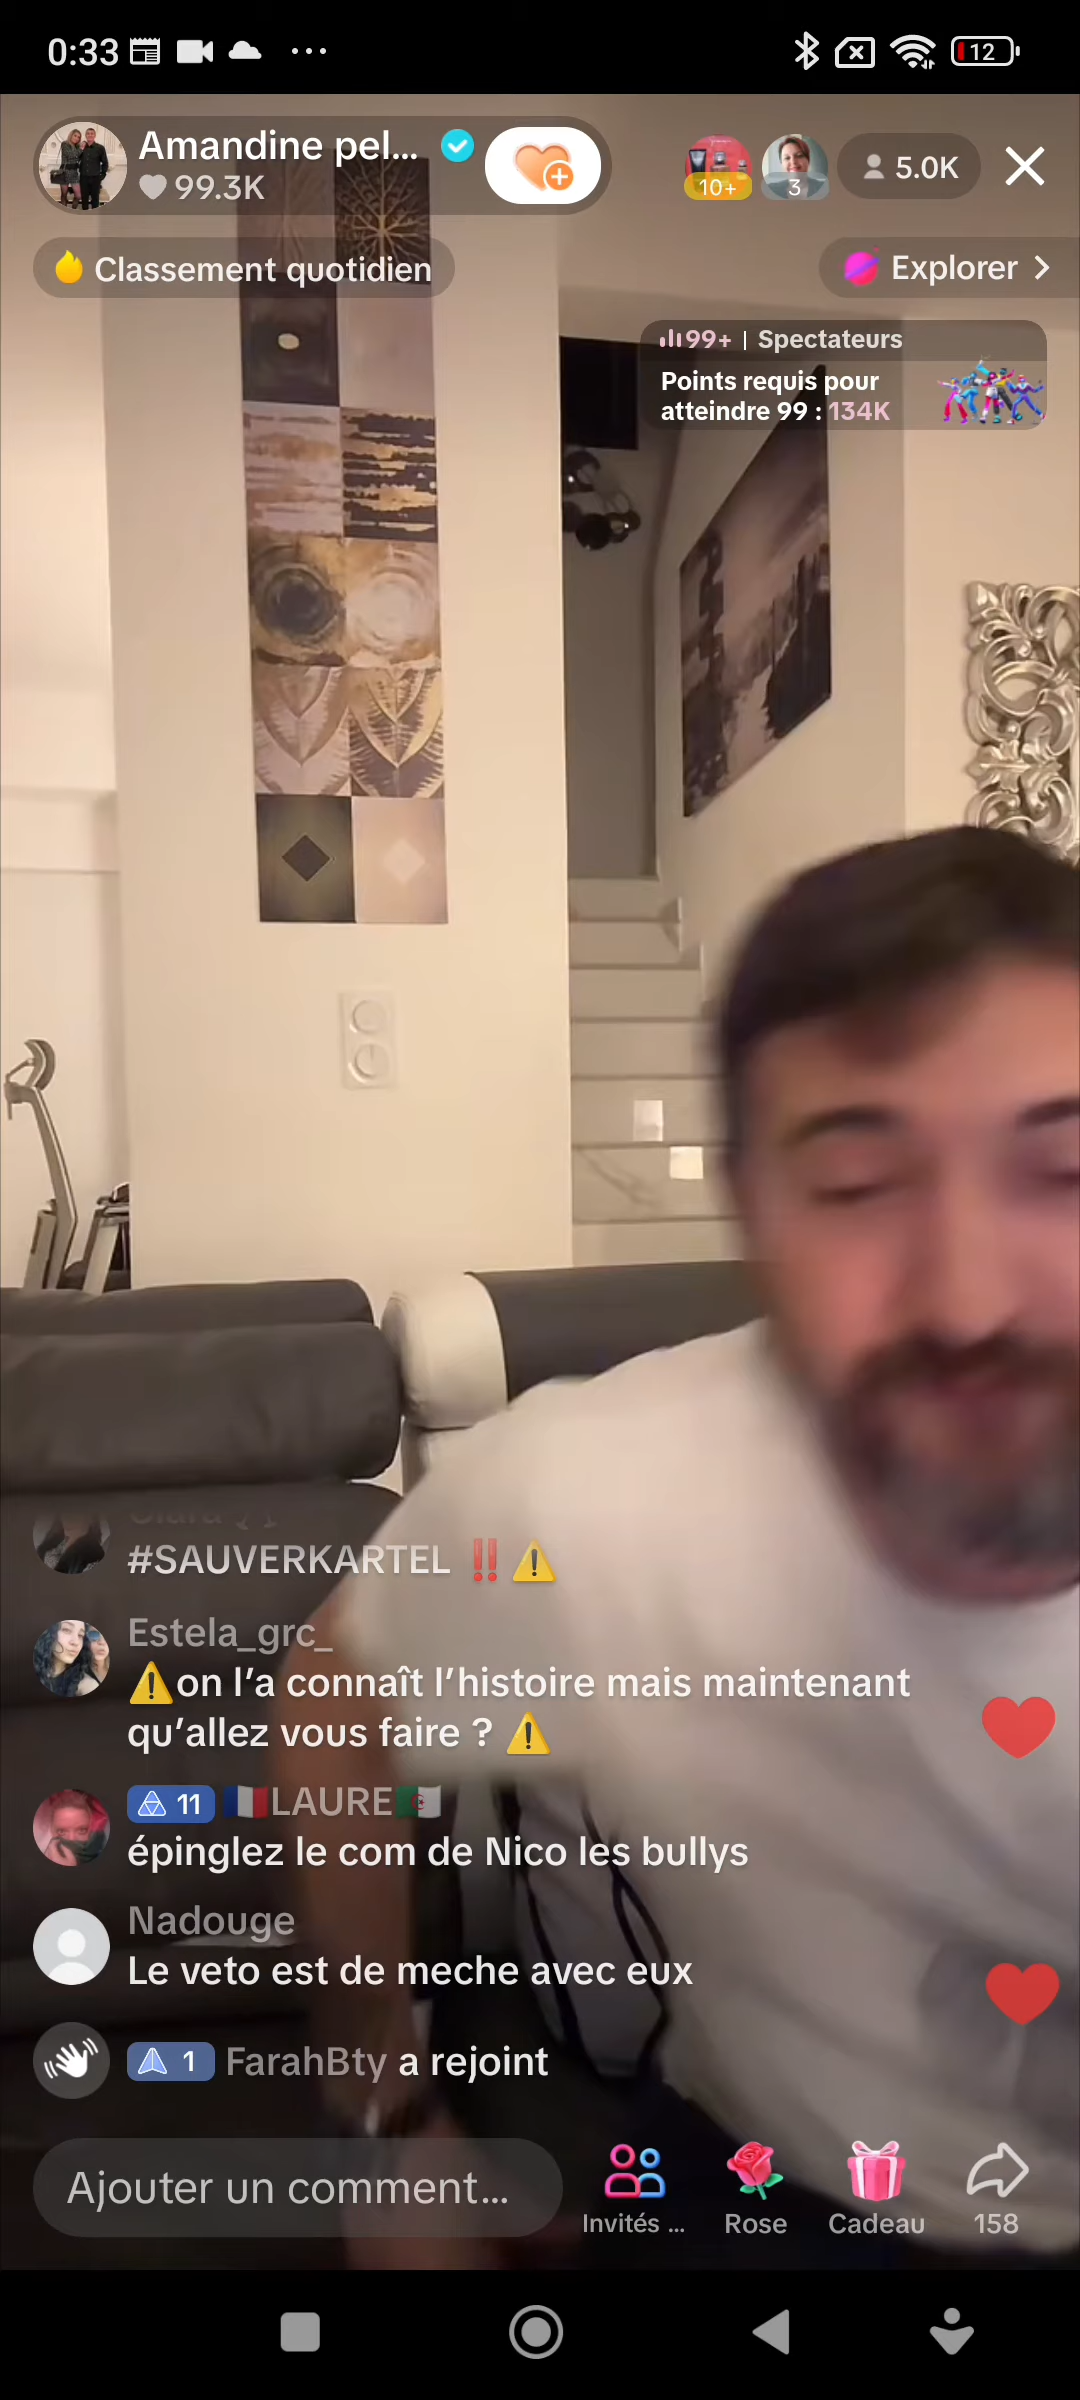 0:33
12
Amandine pel...
99.3K
10+
3
5.0K
Classement quotidien
Explorer
99+ | Spectateurs
Points requis pour
atteindre 99 : 134K
#SAUVERKARTEL ‼️⚠️
Estela_grc_
⚠️on l’a connaît l’histoire mais maintenant
qu’allez vous faire ? ⚠️
11 🇫🇷LAURE🇩🇿
épinglez le com de Nico les bullys
Nadouge
Le veto est de meche avec eux
1 FarahBty a rejoint
Ajouter un comment...
Invités ...
Rose
Cadeau
158